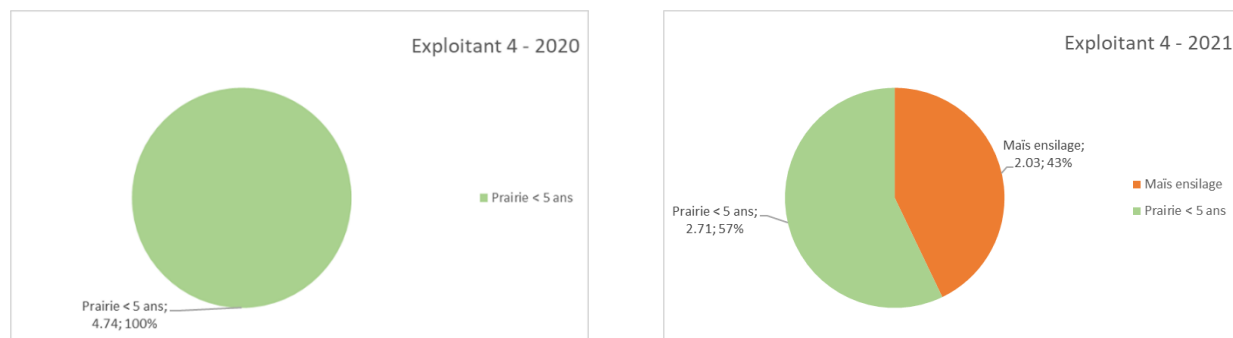 Exploitant 4 - 2020
Prairie < 5 ans
Prairie < 5 ans;
4.74; 100%
Exploitant 4 - 2021
Maïs ensilage;
2.03; 43%
Maïs ensilage
Prairie < 5 ans
Prairie < 5 ans;
2.71; 57%